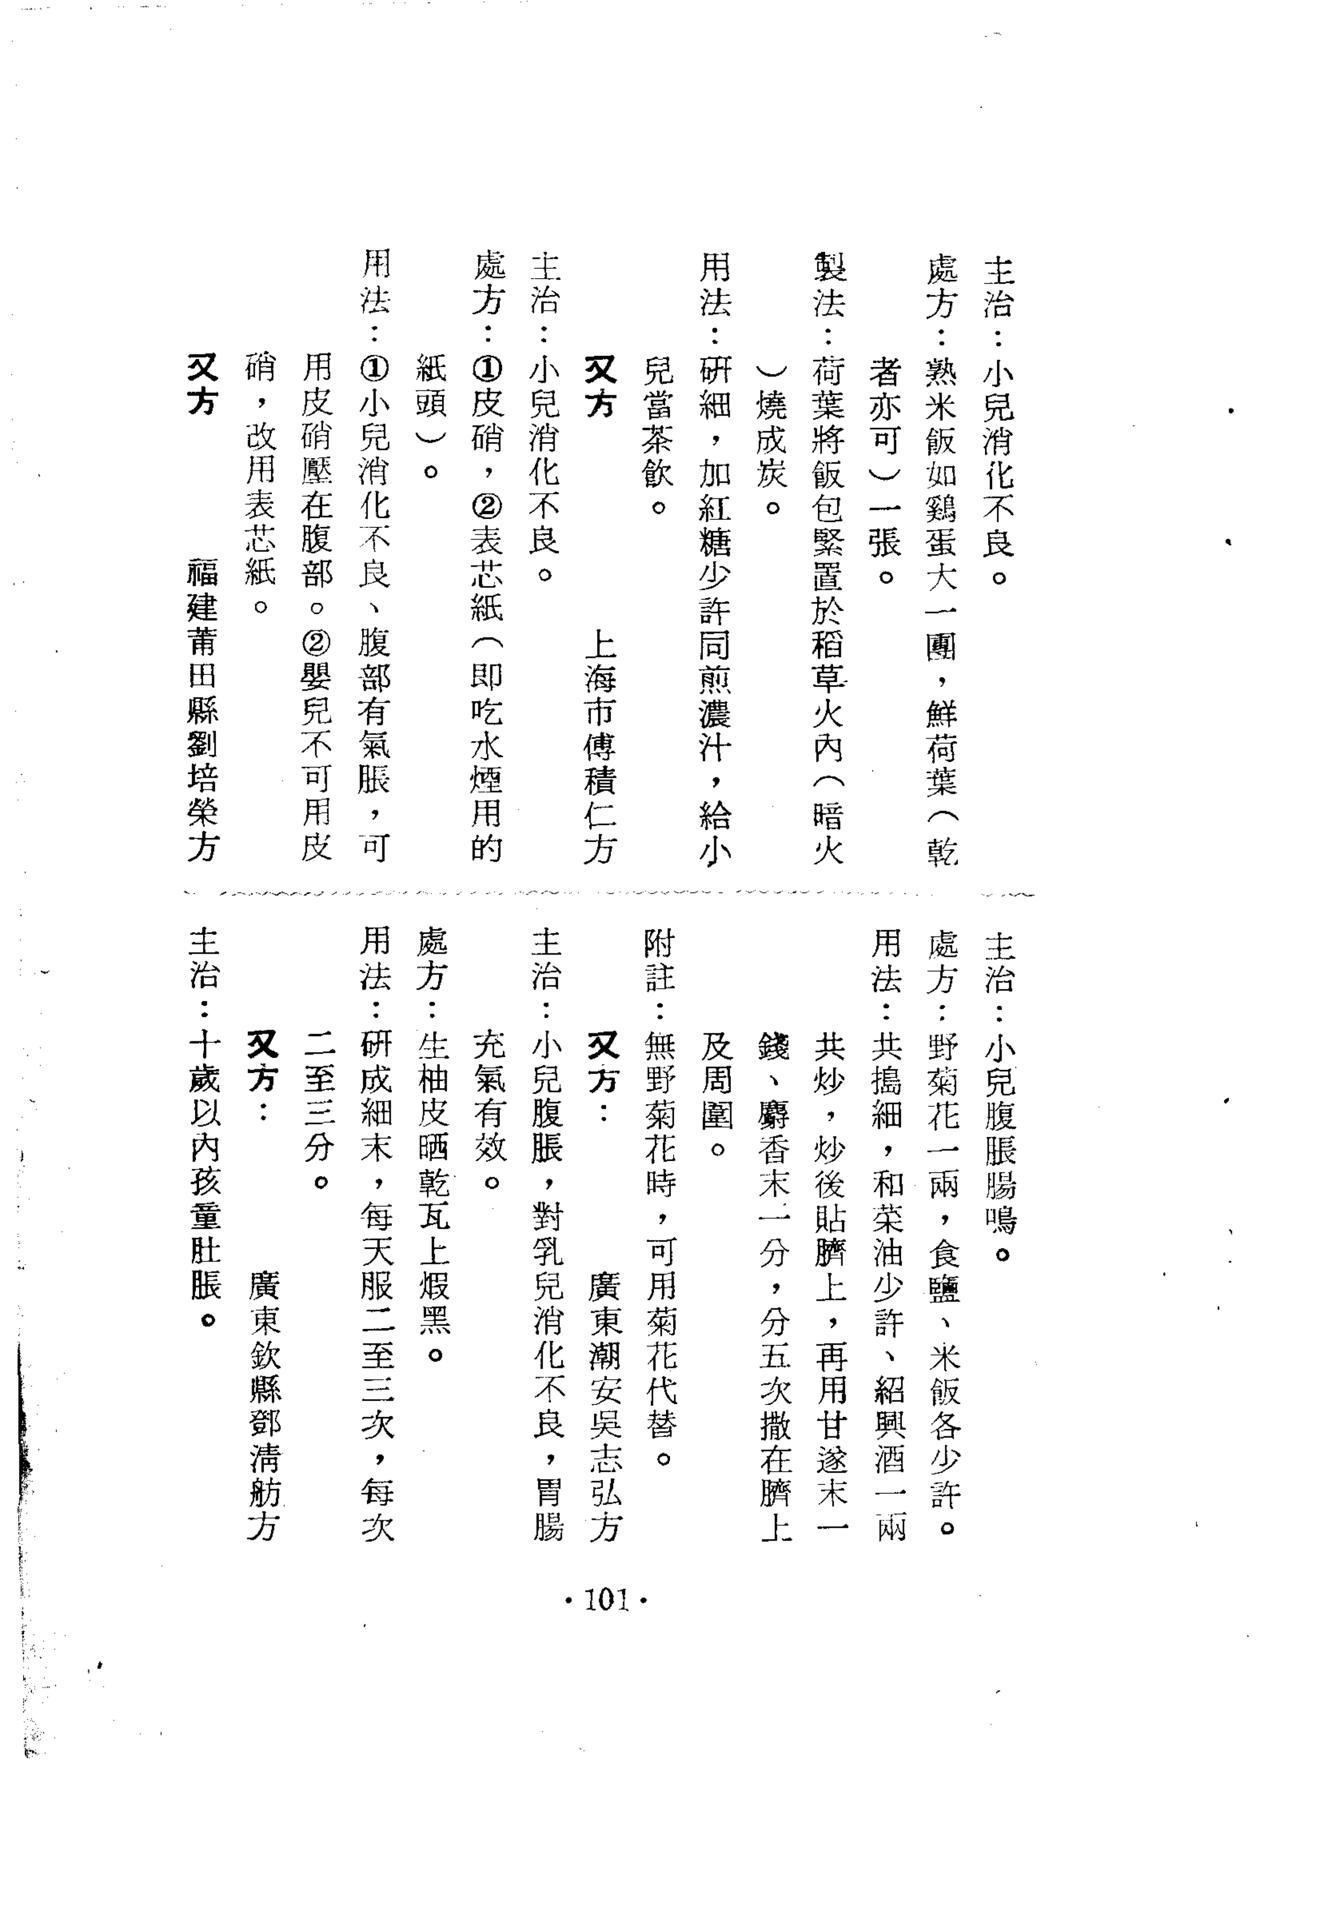 主治：小兒消化不良。
處方：熟米飯如鷄蛋大一團，鮮荷葉（乾
者亦可）一張。
製法：荷葉將飯包緊置於稻草火內（暗火
）燒成炭。
用法：研細，加紅糖少許同煎濃汁，給小
兒當茶飲。
又方　上海市傅積仁方
主治：小兒消化不良。
處方：①皮硝，②表芯紙（即吃水煙用的
紙頭）。
用法：①小兒消化不良、腹部有氣脹，可
用皮硝壓在腹部。②嬰兒不可用皮
硝，改用表芯紙。
又方　福建莆田縣劉培榮方
主治：小兒腹脹腸鳴。
處方：野菊花一兩，食鹽、米飯各少許。
用法：共搗細，和菜油少許、紹興酒一兩
共炒，炒後貼臍上，再用甘遂末一
錢、麝香末一分，分五次撒在臍上
及周圍。
附註：無野菊花時，可用菊花代替。
又方：　廣東潮安吳志弘方
主治：小兒腹脹，對乳兒消化不良，胃腸
充氣有效。
處方：生柚皮晒乾瓦上煆黑。
用法：研成細末，每天服二至三次，每次
二至三分。
又方：　廣東欽縣鄧清舫方
主治：十歲以內孩童肚脹。
·101·